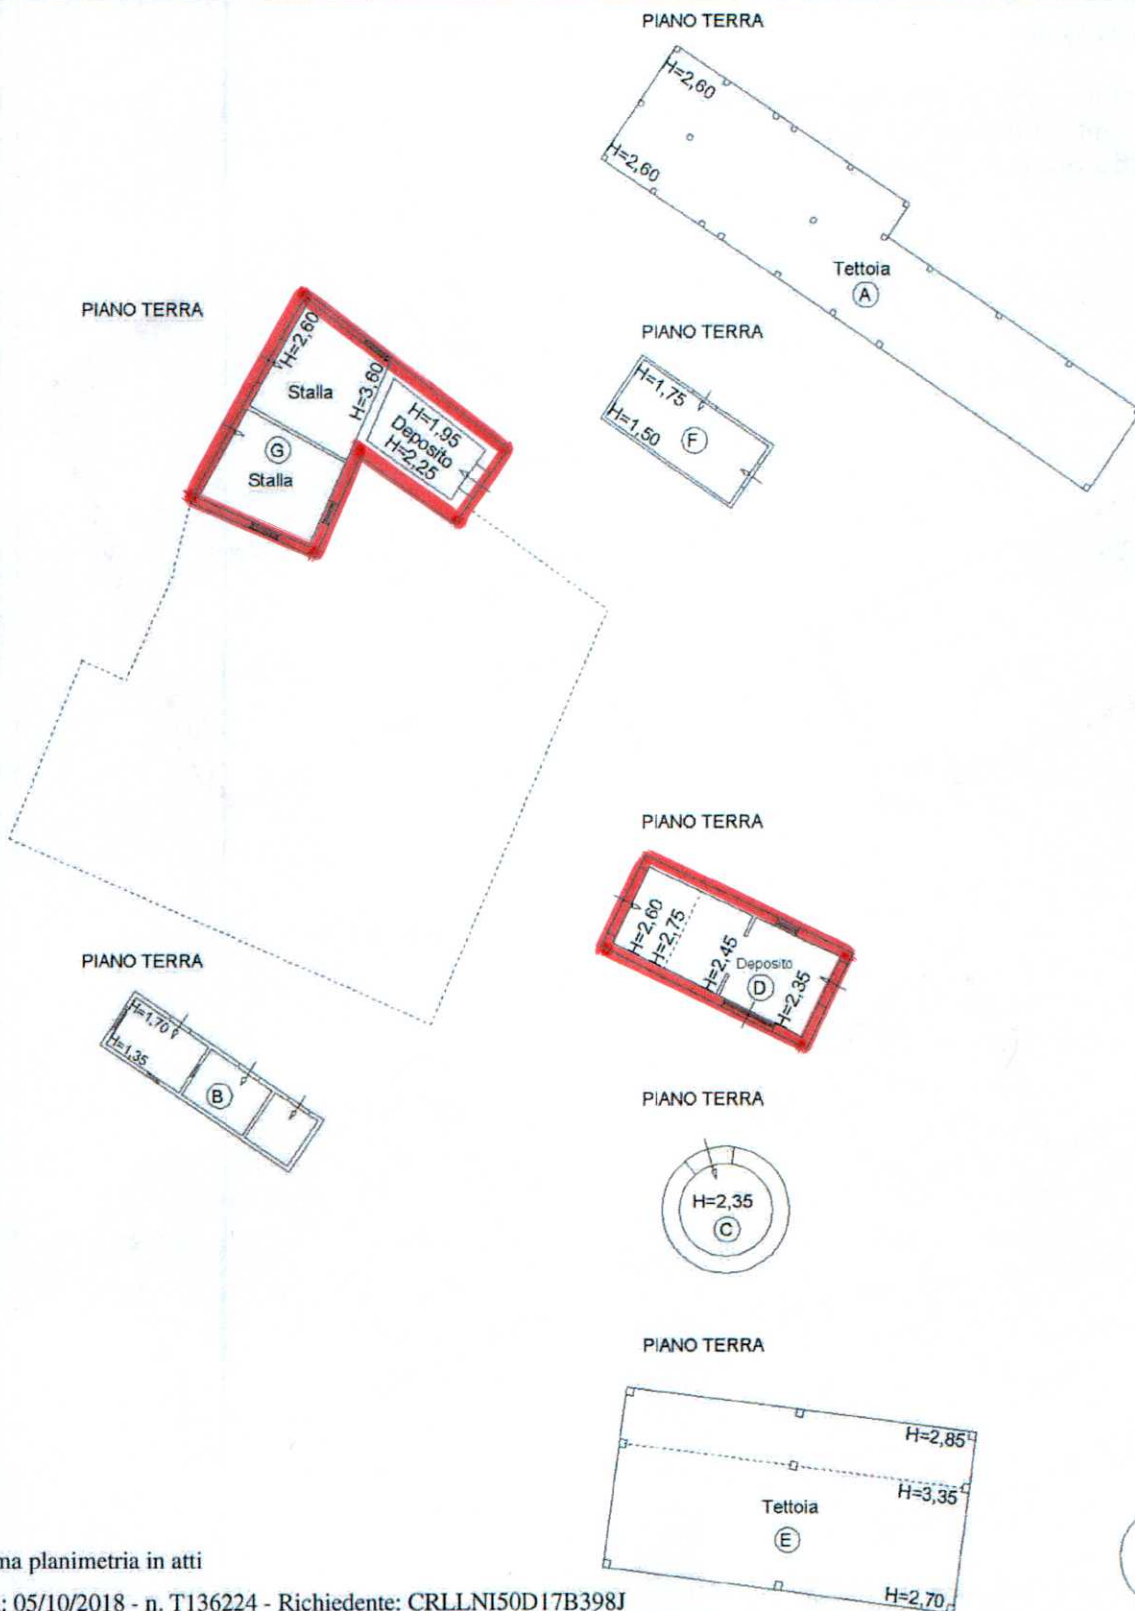 PIANO TERRA
H=2,60
H=2,60
Tettoia
A
PIANO TERRA
H=2,60
Stalla
H=3,60
H=1,95
Deposito
H=2,25
G
Stalla
PIANO TERRA
H=1,75
H=1,50
F
PIANO TERRA
H=2,60
H=2,75
H=2,45
Deposito
D
H=2,35
PIANO TERRA
H=1,70
H=1,35
B
PIANO TERRA
H=2,35
C
PIANO TERRA
H=2,85
H=3,35
Tettoia
E
H=2,70
ma planimetria in atti
: 05/10/2018 - n. T136224 - Richiedente: CRLLNI50D17B398J